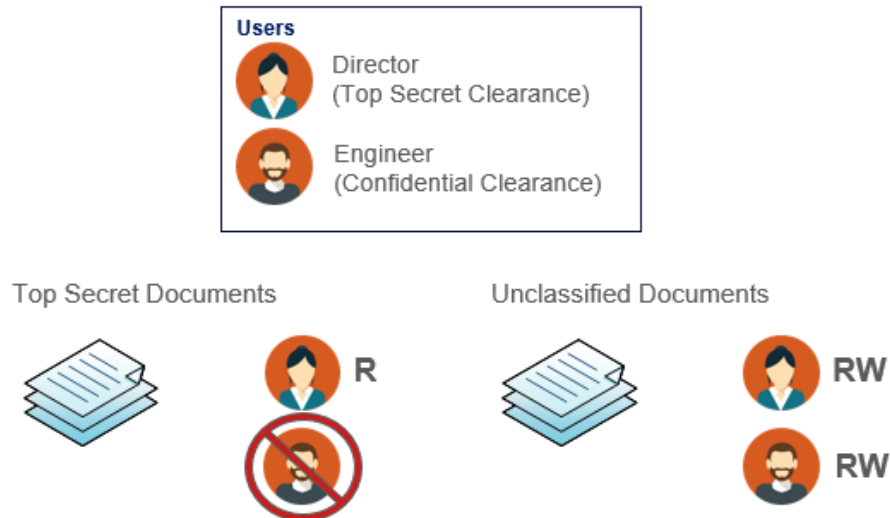 Users
Director
(Top Secret Clearance)
Engineer
(Confidential Clearance)
Top Secret Documents
R
Unclassified Documents
RW
RW